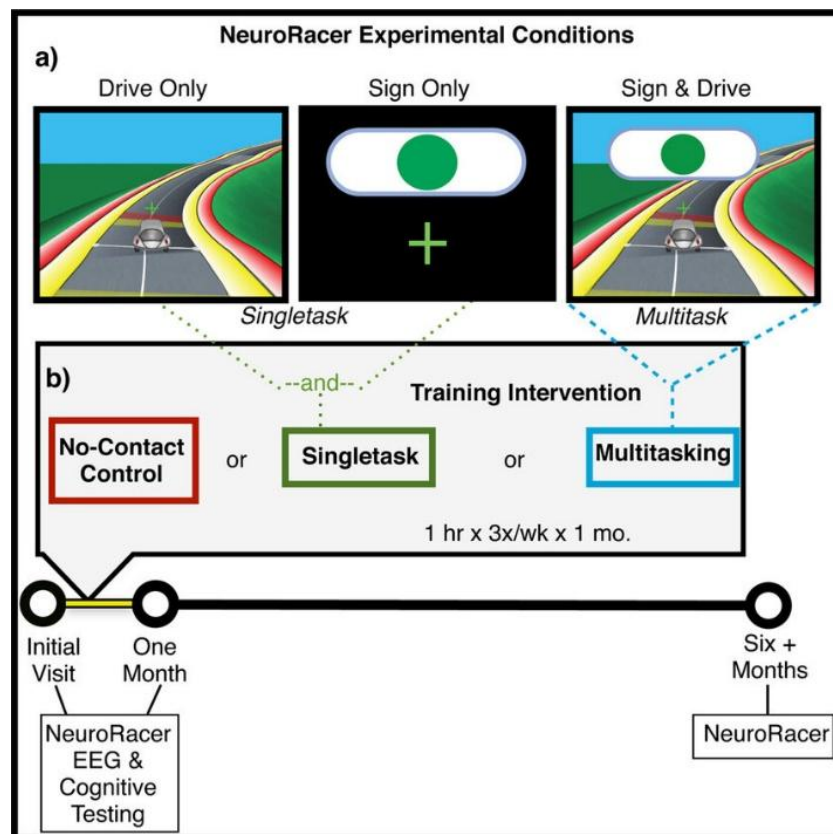 NeuroRacer Experimental Conditions
a)
Drive Only
Sign Only
Sign & Drive
Singletask
Multitask
b)
--and--
Training Intervention
No-Contact
Control
or
Singletask
or
Multitasking
1 hr x 3x/wk x 1 mo.
Initial
Visit
One
Month
Six +
Months
NeuroRacer
EEG &
Cognitive
Testing
NeuroRacer